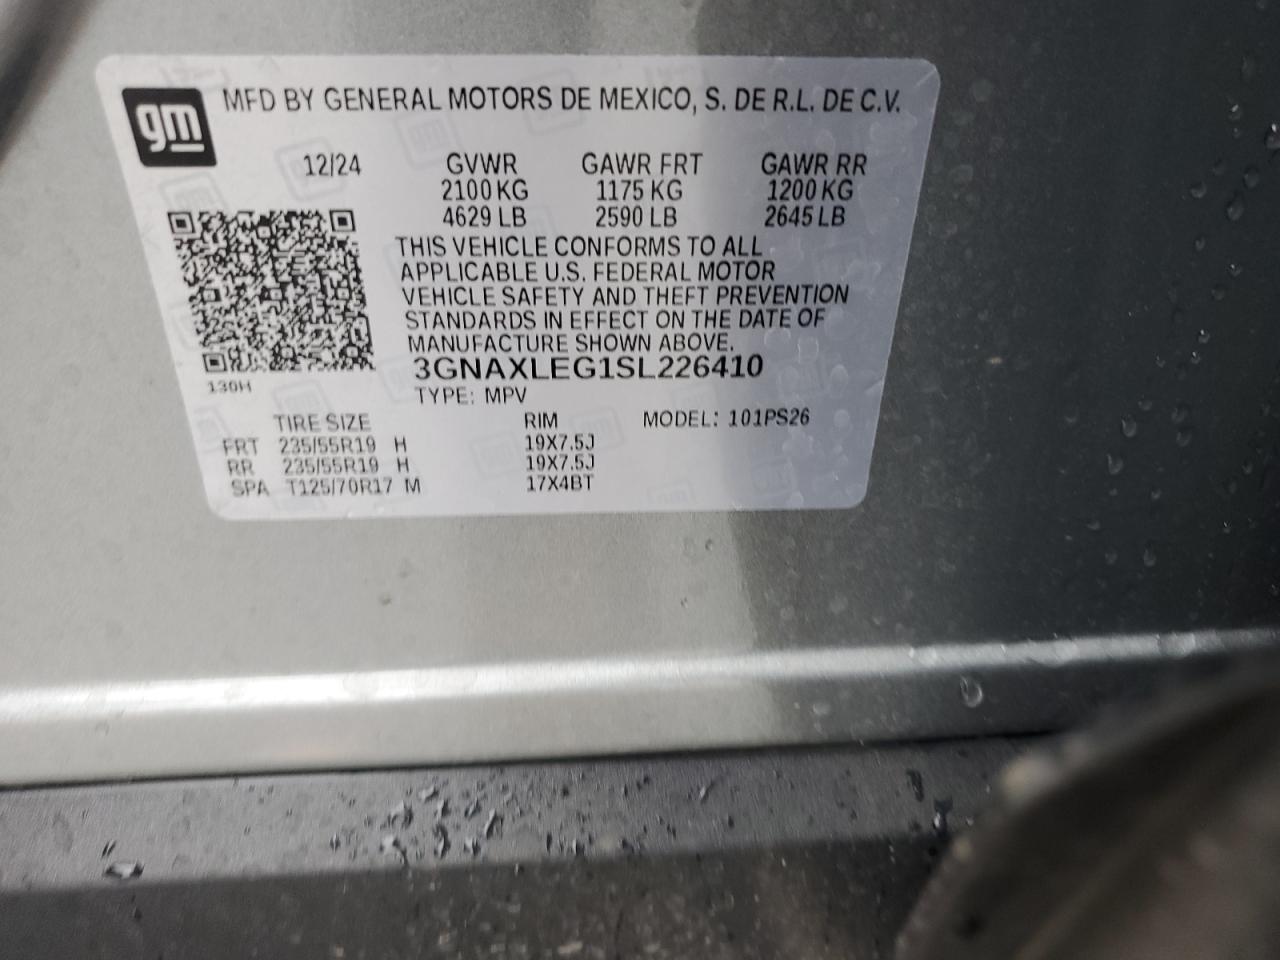 gm
MFD BY GENERAL MOTORS DE MEXICO, S. DE R.L. DE C.V.
12/24 GVWR GAWR FRT GAWR RR
2100 KG 1175 KG 1200 KG
4629 LB 2590 LB 2645 LB
THIS VEHICLE CONFORMS TO ALL
APPLICABLE U.S. FEDERAL MOTOR
VEHICLE SAFETY AND THEFT PREVENTION
STANDARDS IN EFFECT ON THE DATE OF
MANUFACTURE SHOWN ABOVE.
3GNAXLEG1SL226410
130H
TYPE: MPV
TIRE SIZE RIM MODEL: 101PS26
FRT 235/55R19 H 19X7.5J
RR 235/55R19 H 19X7.5J
SPA T125/70R17 M 17X4BT